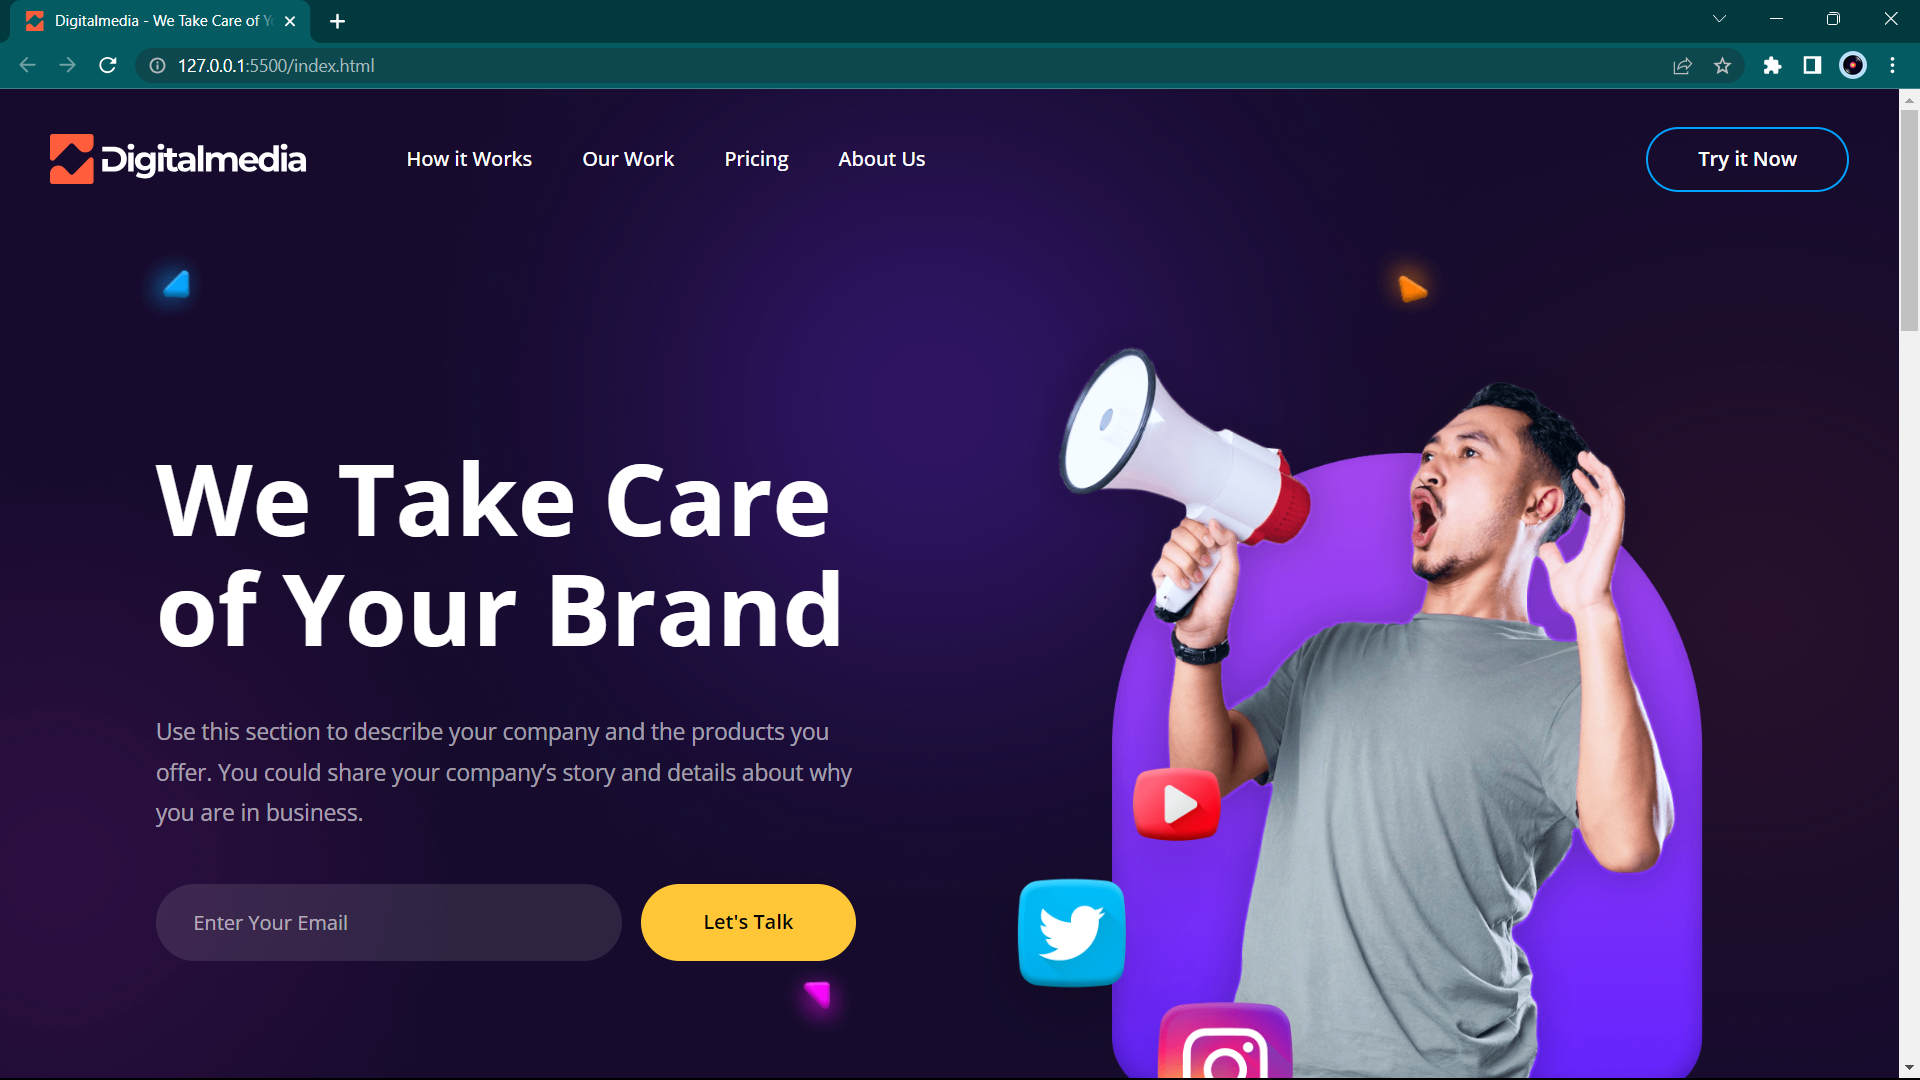 Digitalmedia - We Take Care of Y
127.0.0.1:5500/index.html
Digitalmedia
How it Works
Our Work
Pricing
About Us
Try it Now
We Take Care
of Your Brand
Use this section to describe your company and the products you
offer. You could share your company’s story and details about why
you are in business.
Enter Your Email
Let's Talk